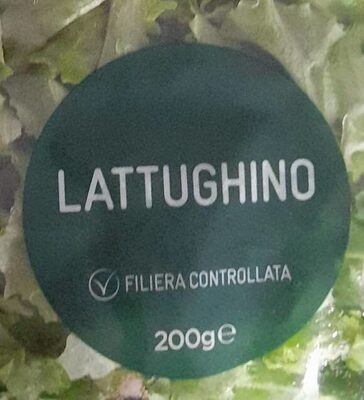 LATTUGHINO
FILIERA CONTROLLATA
200g℮